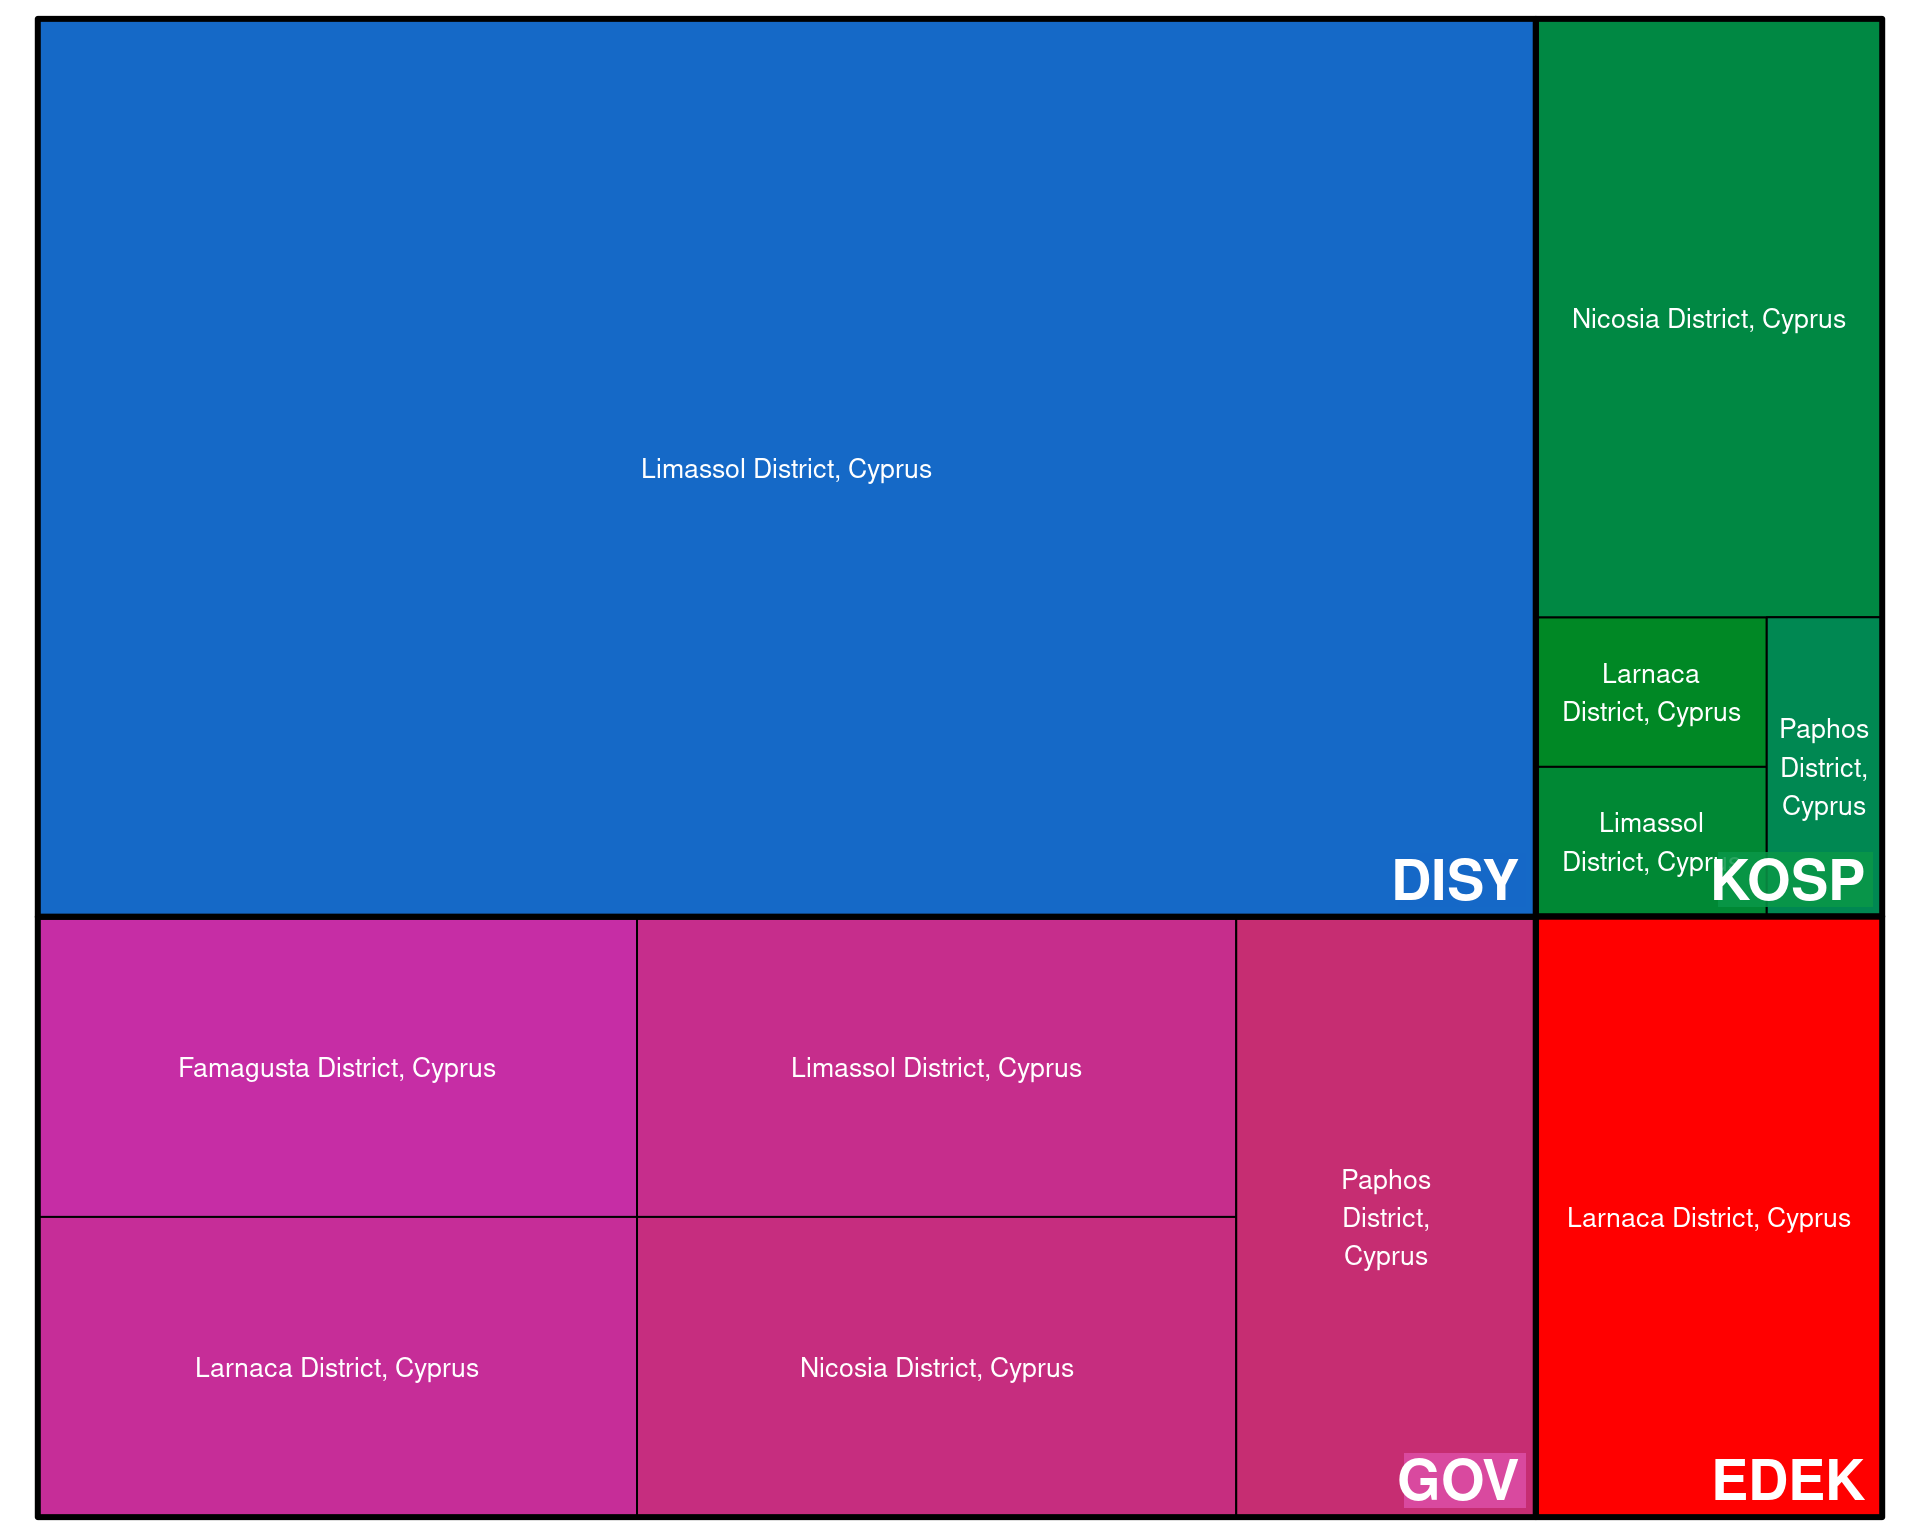 Limassol District, Cyprus
DISY
Nicosia District, Cyprus
Larnaca
District, Cyprus
Limassol
District, Cyprus
Paphos
District,
Cyprus
KOSP
Famagusta District, Cyprus
Limassol District, Cyprus
Larnaca District, Cyprus
Nicosia District, Cyprus
Paphos
District,
Cyprus
GOV
Larnaca District, Cyprus
EDEK